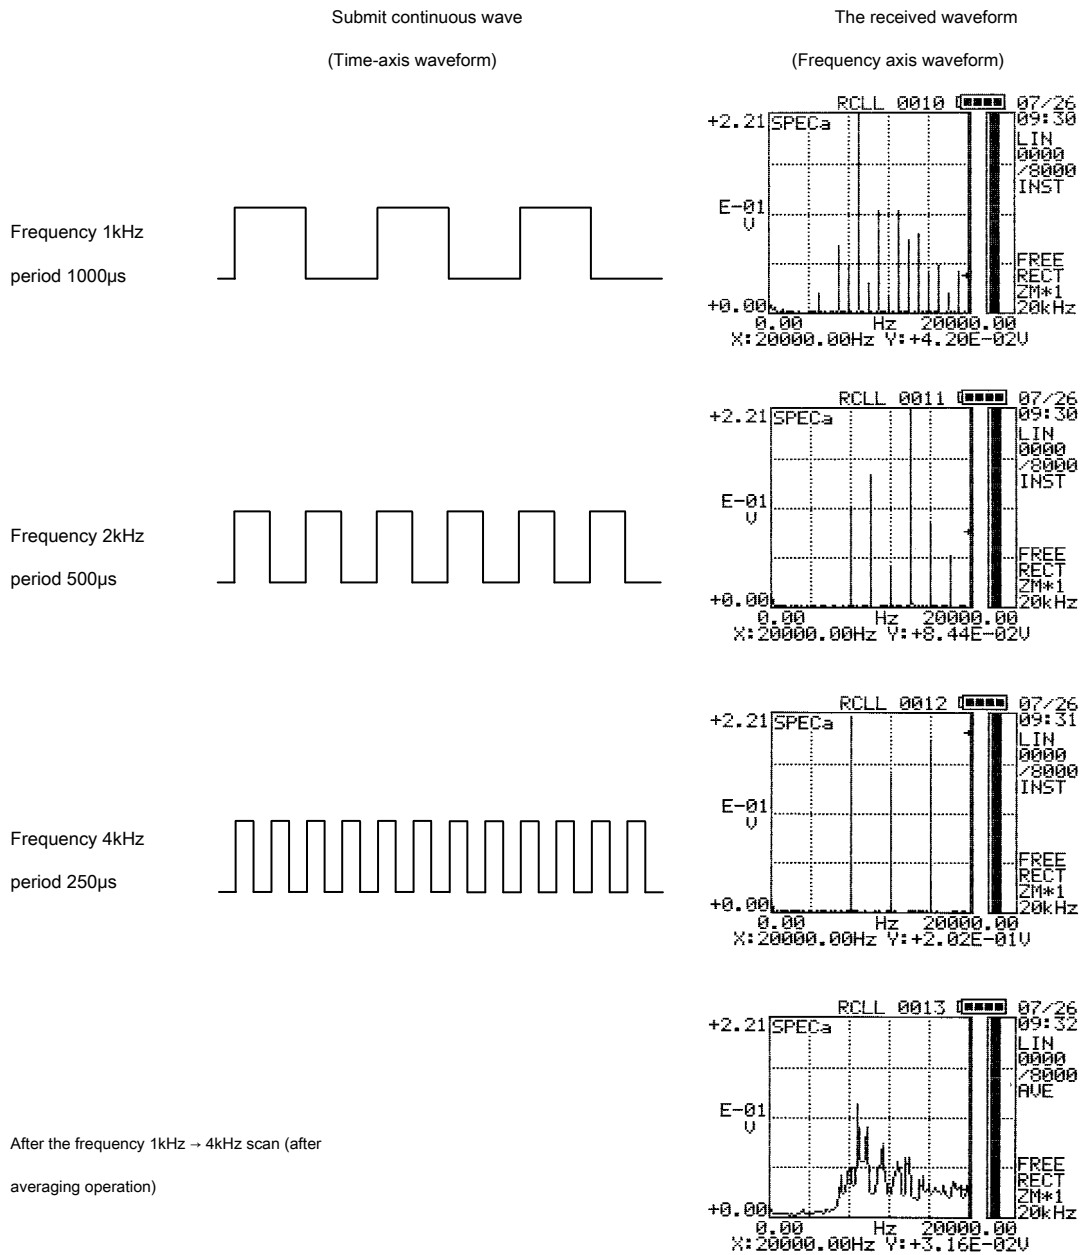 Submit continuous wave
The received waveform
(Time-axis waveform)
(Frequency axis waveform)
Frequency 1kHz
period 1000µs
RCLL 0010 07/26
+2.21 SPECa 09:30
LIN
0000
/8000
INST
E-01
V
FREE
RECT
ZM*1
+0.00 20kHz
0.00 Hz 20000.00
X:20000.00Hz Y:+4.20E-02V
Frequency 2kHz
period 500µs
RCLL 0011 07/26
+2.21 SPECa 09:30
LIN
0000
/8000
INST
E-01
V
FREE
RECT
ZM*1
+0.00 20kHz
0.00 Hz 20000.00
X:20000.00Hz Y:+8.44E-02V
Frequency 4kHz
period 250µs
RCLL 0012 07/26
+2.21 SPECa 09:31
LIN
0000
/8000
INST
E-01
V
FREE
RECT
ZM*1
+0.00 20kHz
0.00 Hz 20000.00
X:20000.00Hz Y:+2.02E-01V
After the frequency 1kHz → 4kHz scan (after
averaging operation)
RCLL 0013 07/26
+2.21 SPECa 09:32
LIN
0000
/8000
AVE
E-01
V
FREE
RECT
ZM*1
+0.00 20kHz
0.00 Hz 20000.00
X:20000.00Hz Y:+3.16E-02V